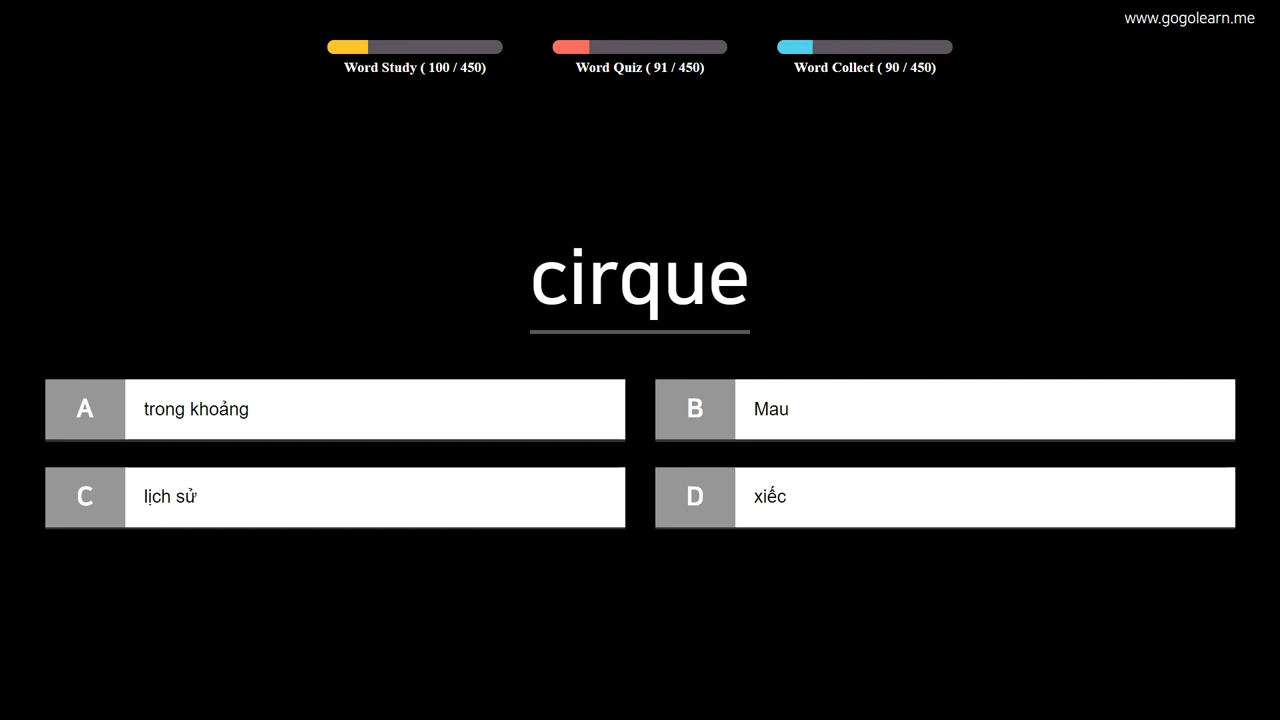 www.gogolearn.me
Word Study ( 100 / 450)
Word Quiz ( 91 / 450)
Word Collect ( 90 / 450)
cirque
A trong khoảng
B Mau
C lịch sử
D xiếc